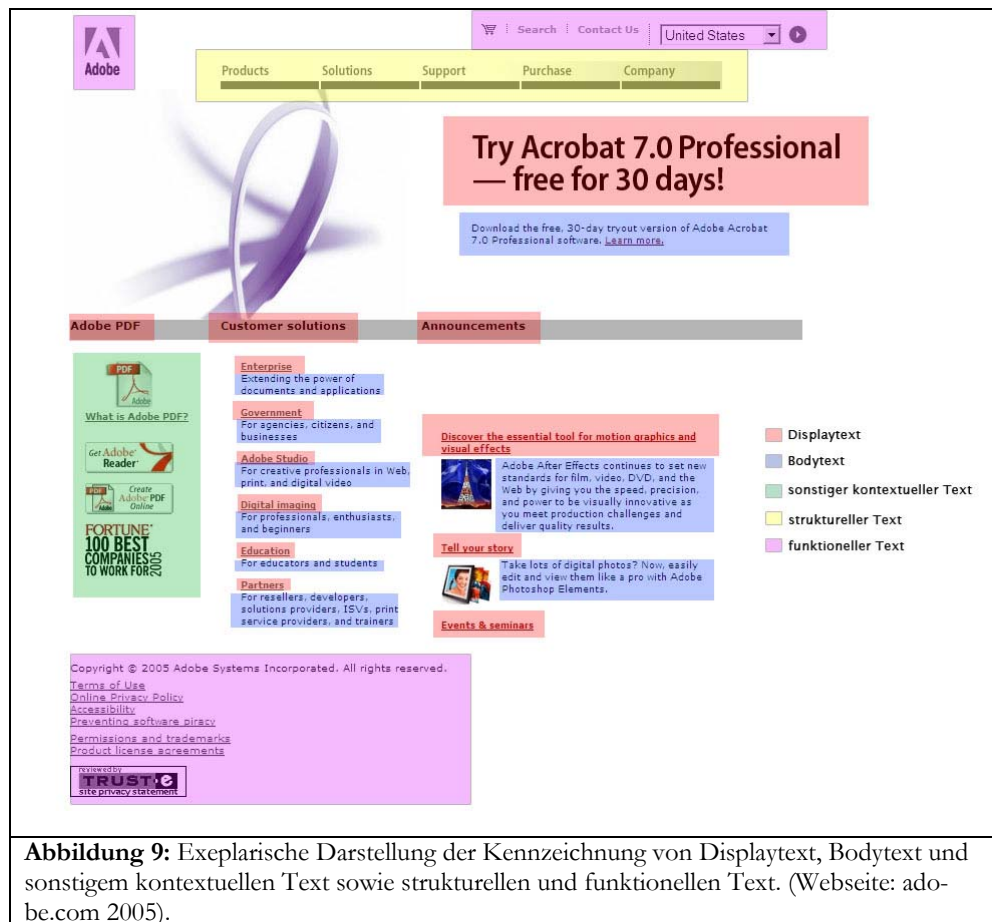 Search Contact Us United States
Adobe
Products Solutions Support Purchase Company
Try Acrobat 7.0 Professional
— free for 30 days!
Download the free, 30-day tryout version of Adobe Acrobat
7.0 Professional software. Learn more.
Adobe PDF Customer solutions Announcements
PDF
Adobe
What is Adobe PDF?
Get Adobe®
Reader®
Create
Adobe® PDF
Online
FORTUNE®
100 BEST
COMPANIES
TO WORK FOR 2005
Enterprise
Extending the power of
documents and applications
Government
For agencies, citizens, and
businesses
Adobe Studio
For creative professionals in Web,
print, and digital video
Digital imaging
For professionals, enthusiasts,
and beginners
Education
For educators and students
Partners
For resellers, developers,
solutions providers, ISVs, print
service providers, and trainers
Discover the essential tool for motion graphics and
visual effects
Adobe After Effects continues to set new
standards for film, video, DVD, and the
Web by giving you the speed, precision,
and power to be visually innovative as
you meet production challenges and
deliver quality results.
Tell your story
Take lots of digital photos? Now, easily
edit and view them like a pro with Adobe
Photoshop Elements.
Events & seminars
Displaytext
Bodytext
sonstiger kontextueller Text
struktureller Text
funktioneller Text
Copyright © 2005 Adobe Systems Incorporated. All rights reserved.
Terms of Use
Online Privacy Policy
Accessibility
Preventing software piracy
Permissions and trademarks
Product license agreements
reviewed by
TRUST·e
site privacy statement
Abbildung 9: Exeplarische Darstellung der Kennzeichnung von Displaytext, Bodytext und
sonstigem kontextuellen Text sowie strukturellen und funktionellen Text. (Webseite: ado-
be.com 2005).